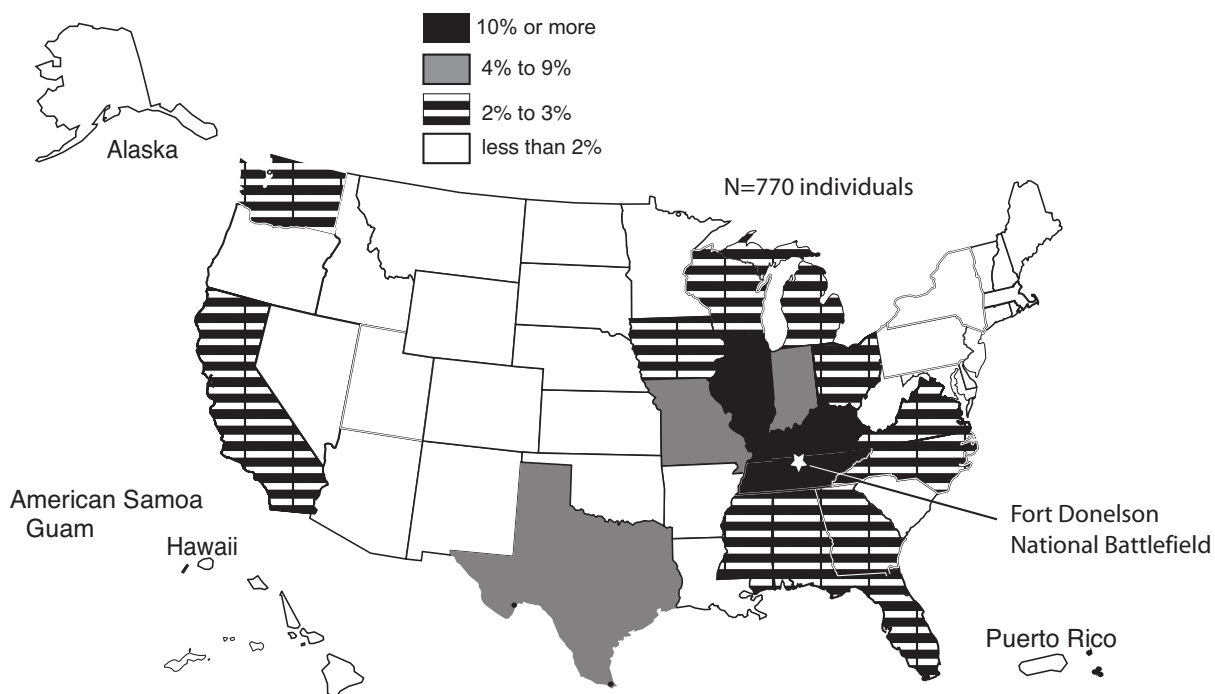 10% or more
4% to 9%
2% to 3%
less than 2%
Alaska
N=770 individuals
American Samoa
Guam
Hawaii
Fort Donelson
National Battlefield
Puerto Rico